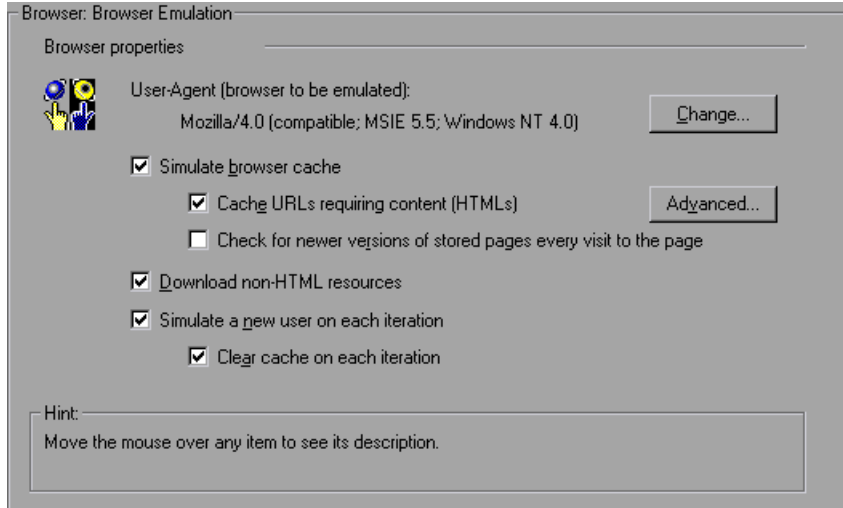 Browser: Browser Emulation
Browser properties
User-Agent (browser to be emulated):
Mozilla/4.0 (compatible; MSIE 5.5; Windows NT 4.0)
Change...
Simulate browser cache
Cache URLs requiring content (HTMLs)
Advanced...
Check for newer versions of stored pages every visit to the page
Download non-HTML resources
Simulate a new user on each iteration
Clear cache on each iteration
Hint:
Move the mouse over any item to see its description.